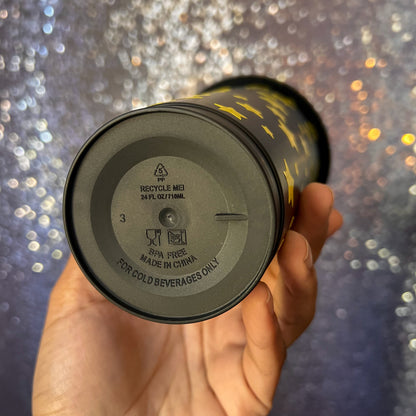 5
PP
RECYCLE ME!
24 FL OZ/710ML
3
BPA FREE
MADE IN CHINA
FOR COLD BEVERAGES ONLY